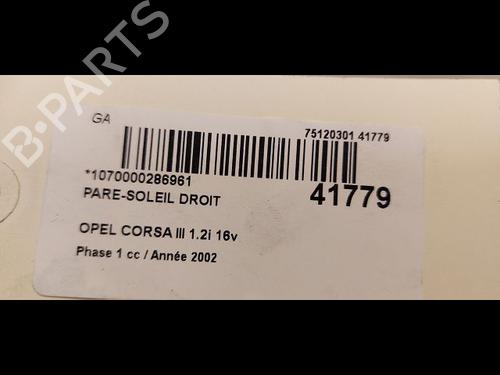 B-PARTS
GA
75120301 41779
*1070000286961
41779
PARE-SOLEIL DROIT
OPEL CORSA III 1.2i 16v
Phase 1 cc / Année 2002